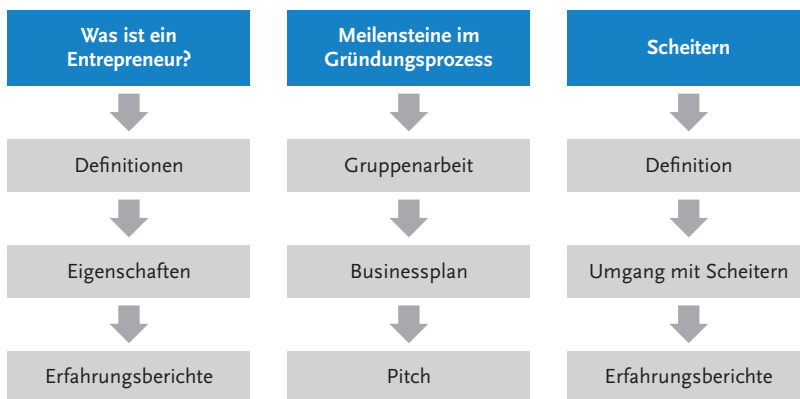 Was ist ein
Entrepreneur?
Meilensteine im
Gründungsprozess
Scheitern
Definitionen
Gruppenarbeit
Definition
Eigenschaften
Businessplan
Umgang mit Scheitern
Erfahrungsberichte
Pitch
Erfahrungsberichte